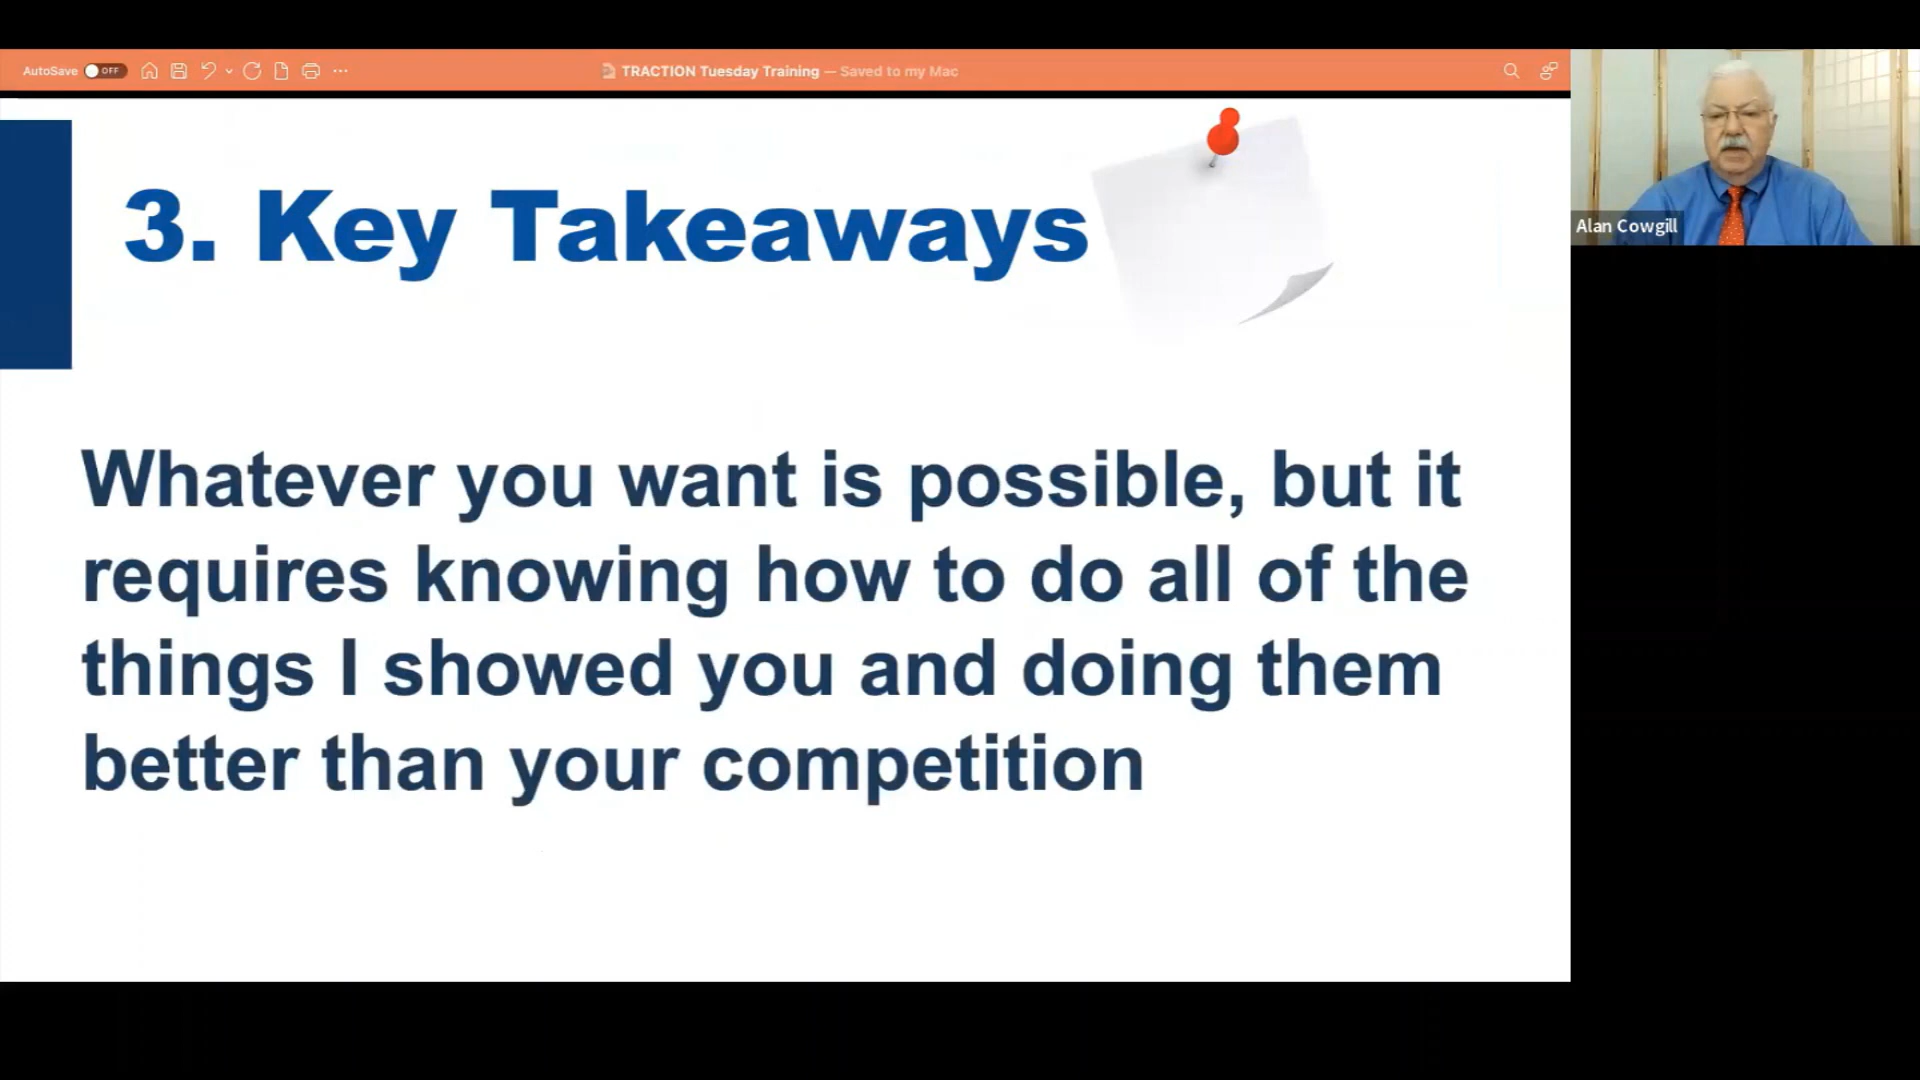 AutoSave OFF
TRACTION Tuesday Training — Saved to my Mac
3. Key Takeaways
Alan Cowgill
Whatever you want is possible, but it
requires knowing how to do all of the
things I showed you and doing them
better than your competition